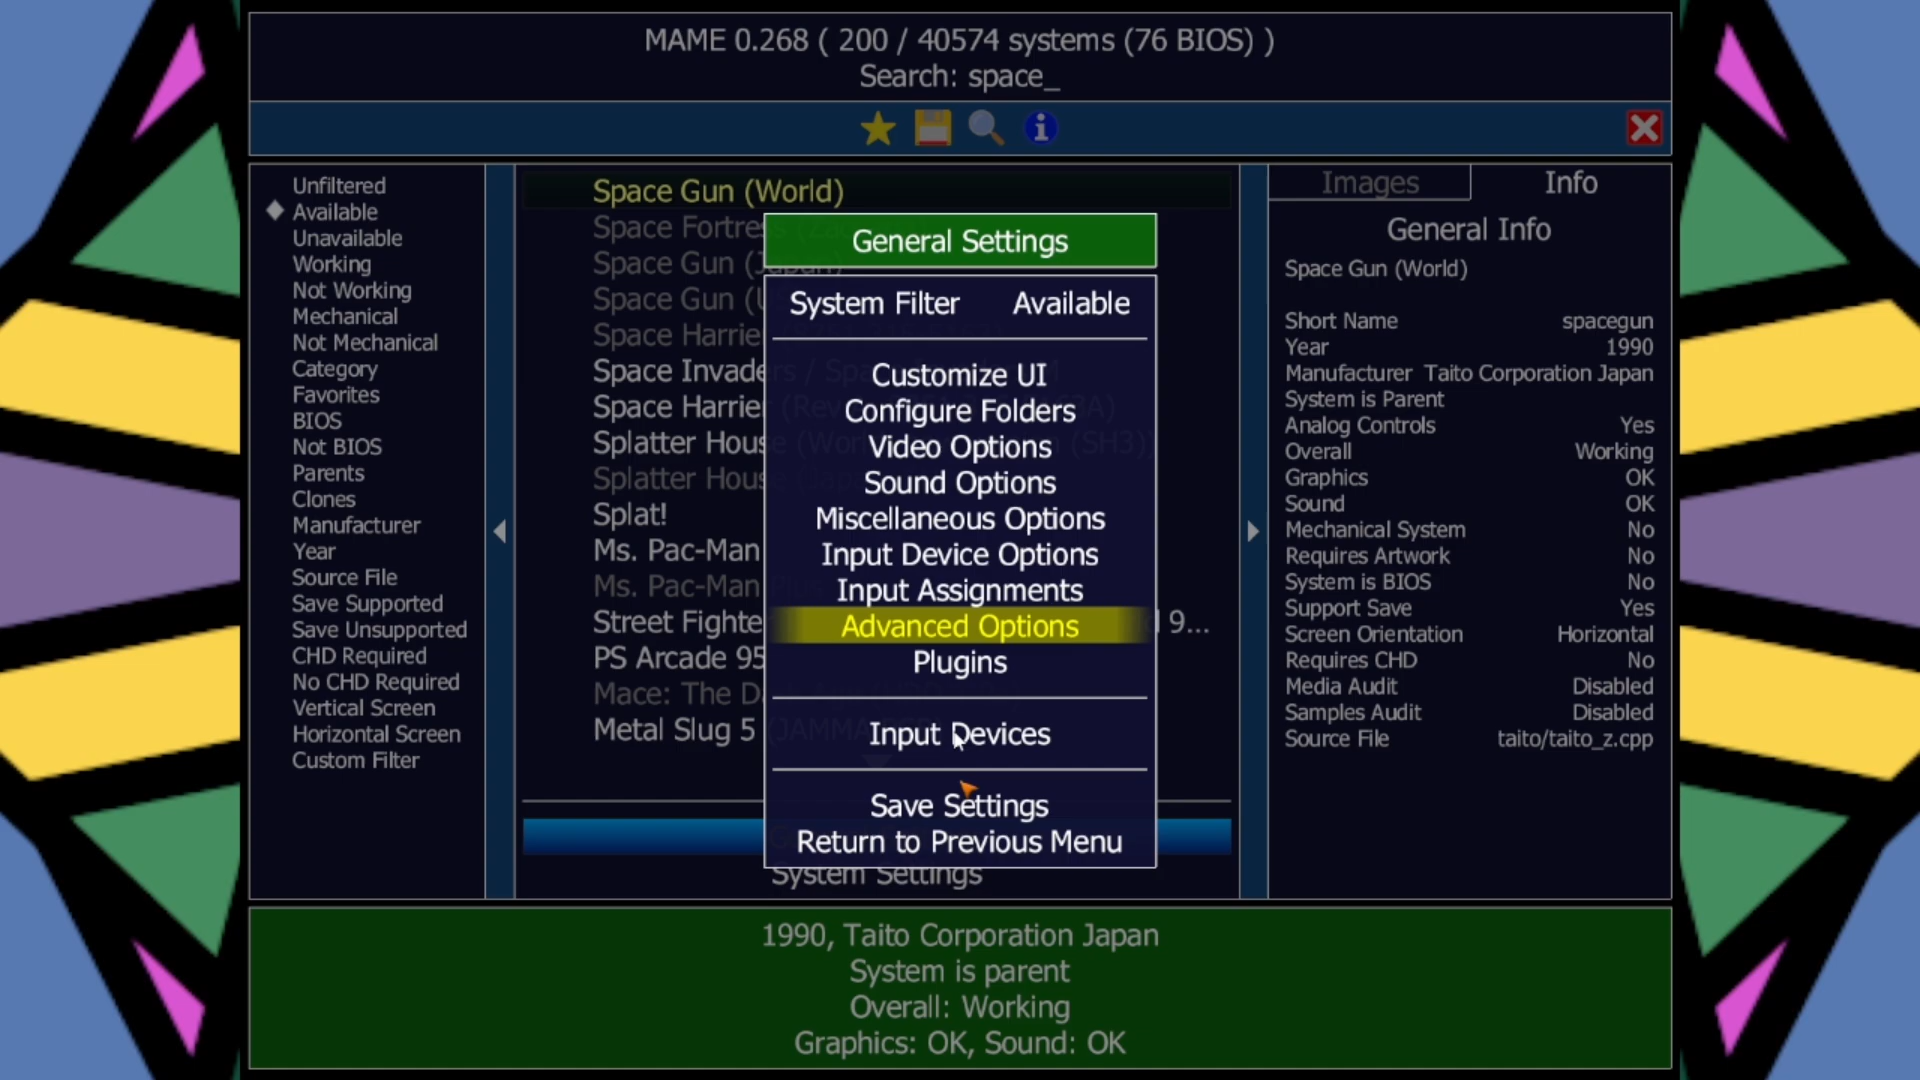 MAME 0.268 ( 200 / 40574 systems (76 BIOS) )
Search: space_
Unfiltered
Available
Unavailable
Working
Not Working
Mechanical
Not Mechanical
Category
Favorites
BIOS
Not BIOS
Parents
Clones
Manufacturer
Year
Source File
Save Supported
Save Unsupported
CHD Required
No CHD Required
Vertical Screen
Horizontal Screen
Custom Filter
Space Gun (World)
Space Fortre
Space Gun (Japan)
Space Gun (U
Space Harrie
Space Invade
Space Harrie
Splatter Hous
Splatter Hous
Splat!
Ms. Pac-Man
Ms. Pac-Man
Street Fighte 9...
PS Arcade 95
Mace: The D
Metal Slug 5 (JAMMA
System Settings
General Settings
System Filter Available
Customize UI
Configure Folders
Video Options
Sound Options
Miscellaneous Options
Input Device Options
Input Assignments
Advanced Options
Plugins
Input Devices
Save Settings
Return to Previous Menu
Images Info
General Info
Space Gun (World)
Short Name spacegun
Year 1990
Manufacturer Taito Corporation Japan
System is Parent
Analog Controls Yes
Overall Working
Graphics OK
Sound OK
Mechanical System No
Requires Artwork No
System is BIOS No
Support Save Yes
Screen Orientation Horizontal
Requires CHD No
Media Audit Disabled
Samples Audit Disabled
Source File taito/taito_z.cpp
1990, Taito Corporation Japan
System is parent
Overall: Working
Graphics: OK, Sound: OK